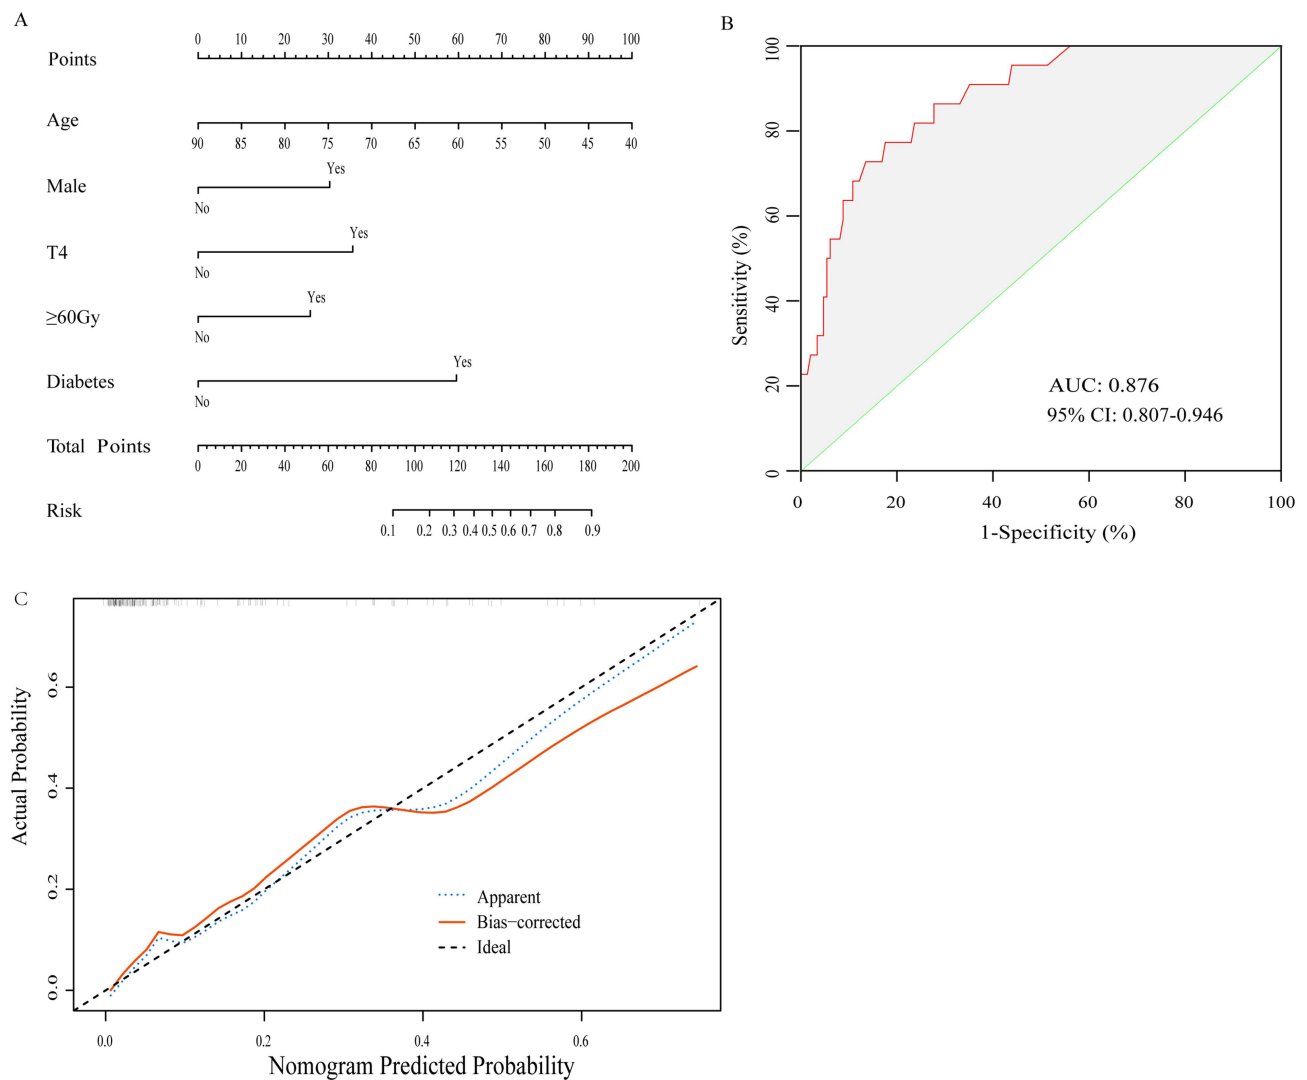 A
0 10 20 30 40 50 60 70 80 90 100
Points
Age
90 85 80 75 70 65 60 55 50 45 40
Yes
Male
No
Yes
T4
No
Yes
≥60Gy
No
Yes
Diabetes
No
Total Points
0 20 40 60 80 100 120 140 160 180 200
Risk
0.1 0.2 0.3 0.4 0.5 0.6 0.7 0.8 0.9
B
100
80
60
40
20
0
Sensitivity (%)
AUC: 0.876
95% CI: 0.807-0.946
0 20 40 60 80 100
1-Specificity (%)
C
0.6
0.4
0.2
0.0
Actual Probability
Apparent
Bias-corrected
Ideal
0.0 0.2 0.4 0.6
Nomogram Predicted Probability